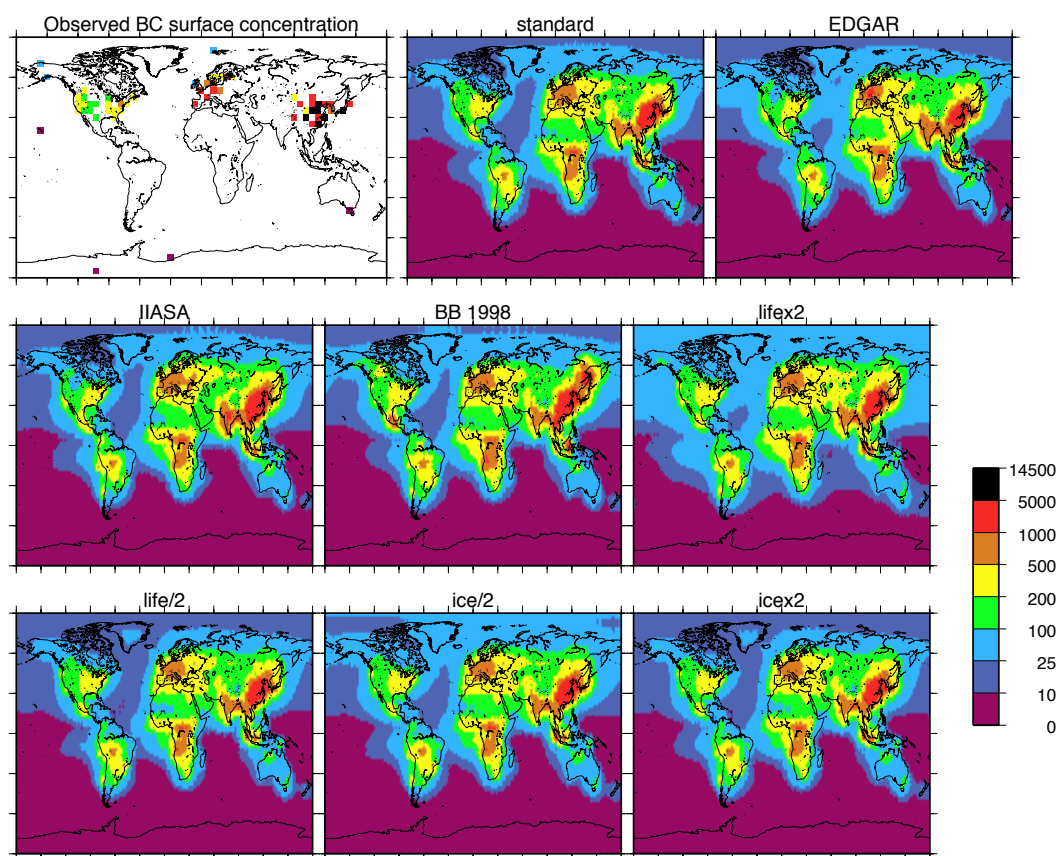 Observed BC surface concentration
standard
EDGAR
IIASA
BB 1998
lifex2
14500
5000
1000
500
200
100
25
10
0
life/2
ice/2
icex2